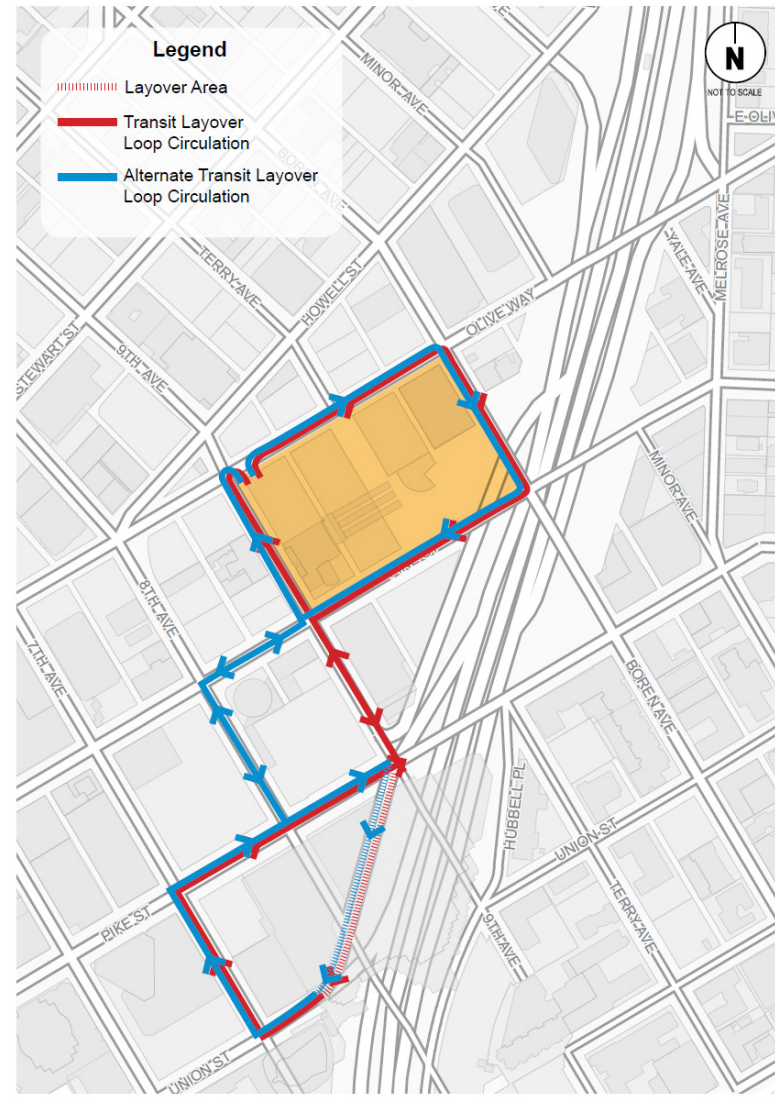 Legend
Layover Area
Transit Layover
Loop Circulation
Alternate Transit Layover
Loop Circulation
N
NOT TO SCALE
MINOR AVE
E OLIV
BOREN AVE
MELROSE AVE
YALE AVE
TERRY AVE
HOWELL ST
OLIVE WAY
STEWART ST
9TH AVE
MINOR AVE
8TH AVE
7TH AVE
BOREN AVE
HUBBELL PL
UNION ST
PIKE ST
TERRY AVE
9TH AVE
UNION ST